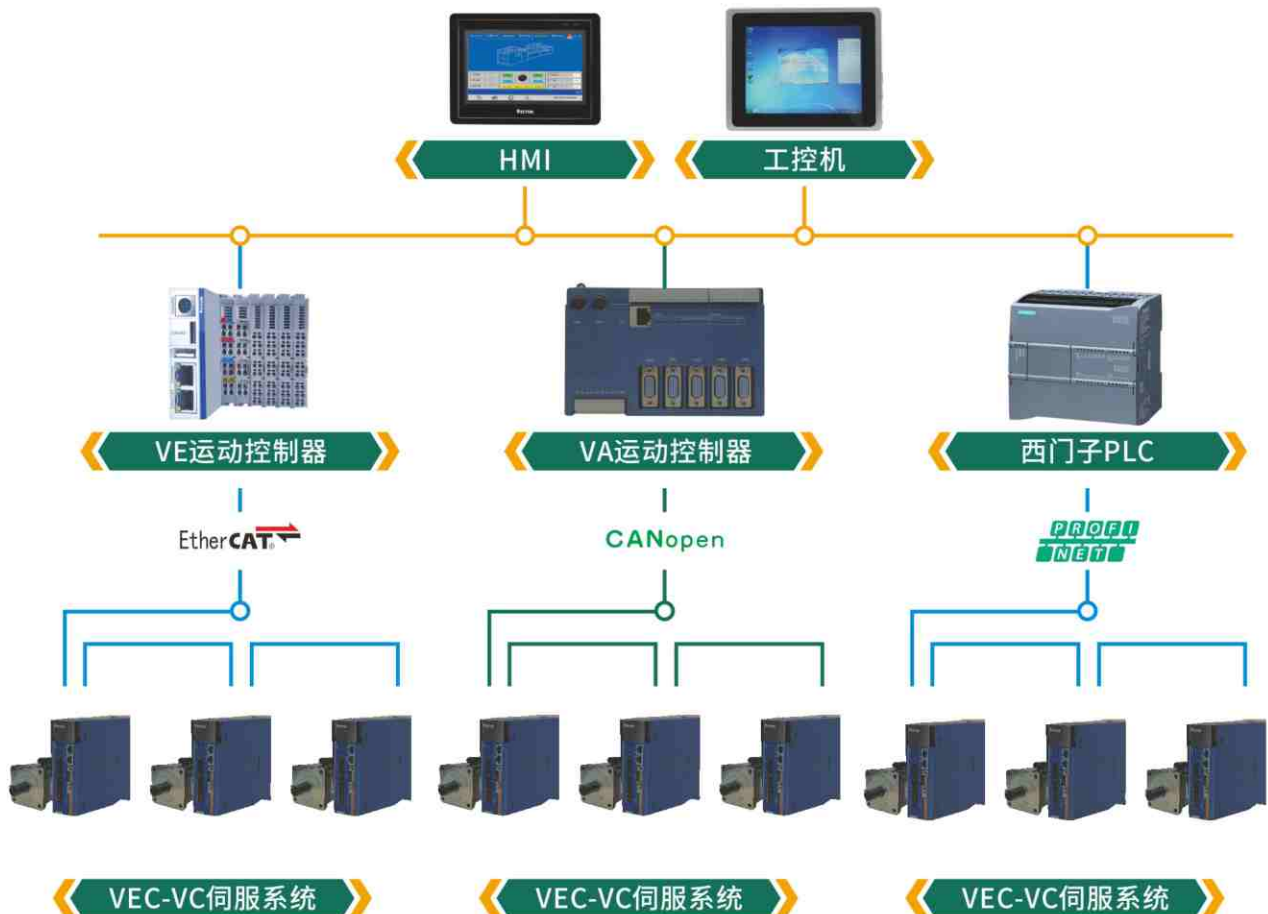 HMI
工控机
VE运动控制器
VA运动控制器
西门子PLC
EtherCAT®
CANopen
PROFI
NET
VEC-VC伺服系统
VEC-VC伺服系统
VEC-VC伺服系统